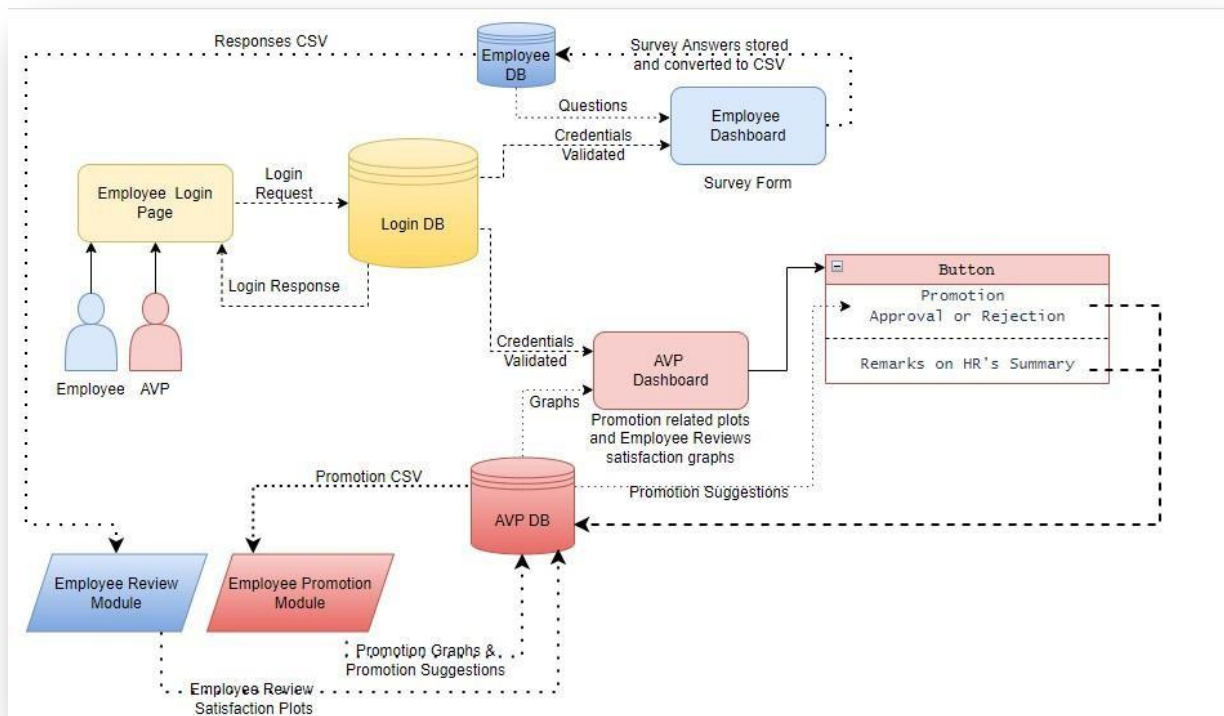 Responses CSV
Employee
DB
Survey Answers stored
and converted to CSV
Questions
Employee
Dashboard
Credentials
Validated
Survey Form
Employee Login
Page
Login
Request
Login DB
Login Response
Employee
AVP
Credentials
Validated
AVP
Dashboard
Graphs
Promotion related plots
and Employee Reviews
satisfaction graphs
Button
Promotion
Approval or Rejection
Remarks on HR's Summary
Promotion CSV
AVP DB
Promotion Suggestions
Employee Review
Module
Employee Promotion
Module
Promotion Graphs &
Promotion Suggestions
Employee Review
Satisfaction Plots